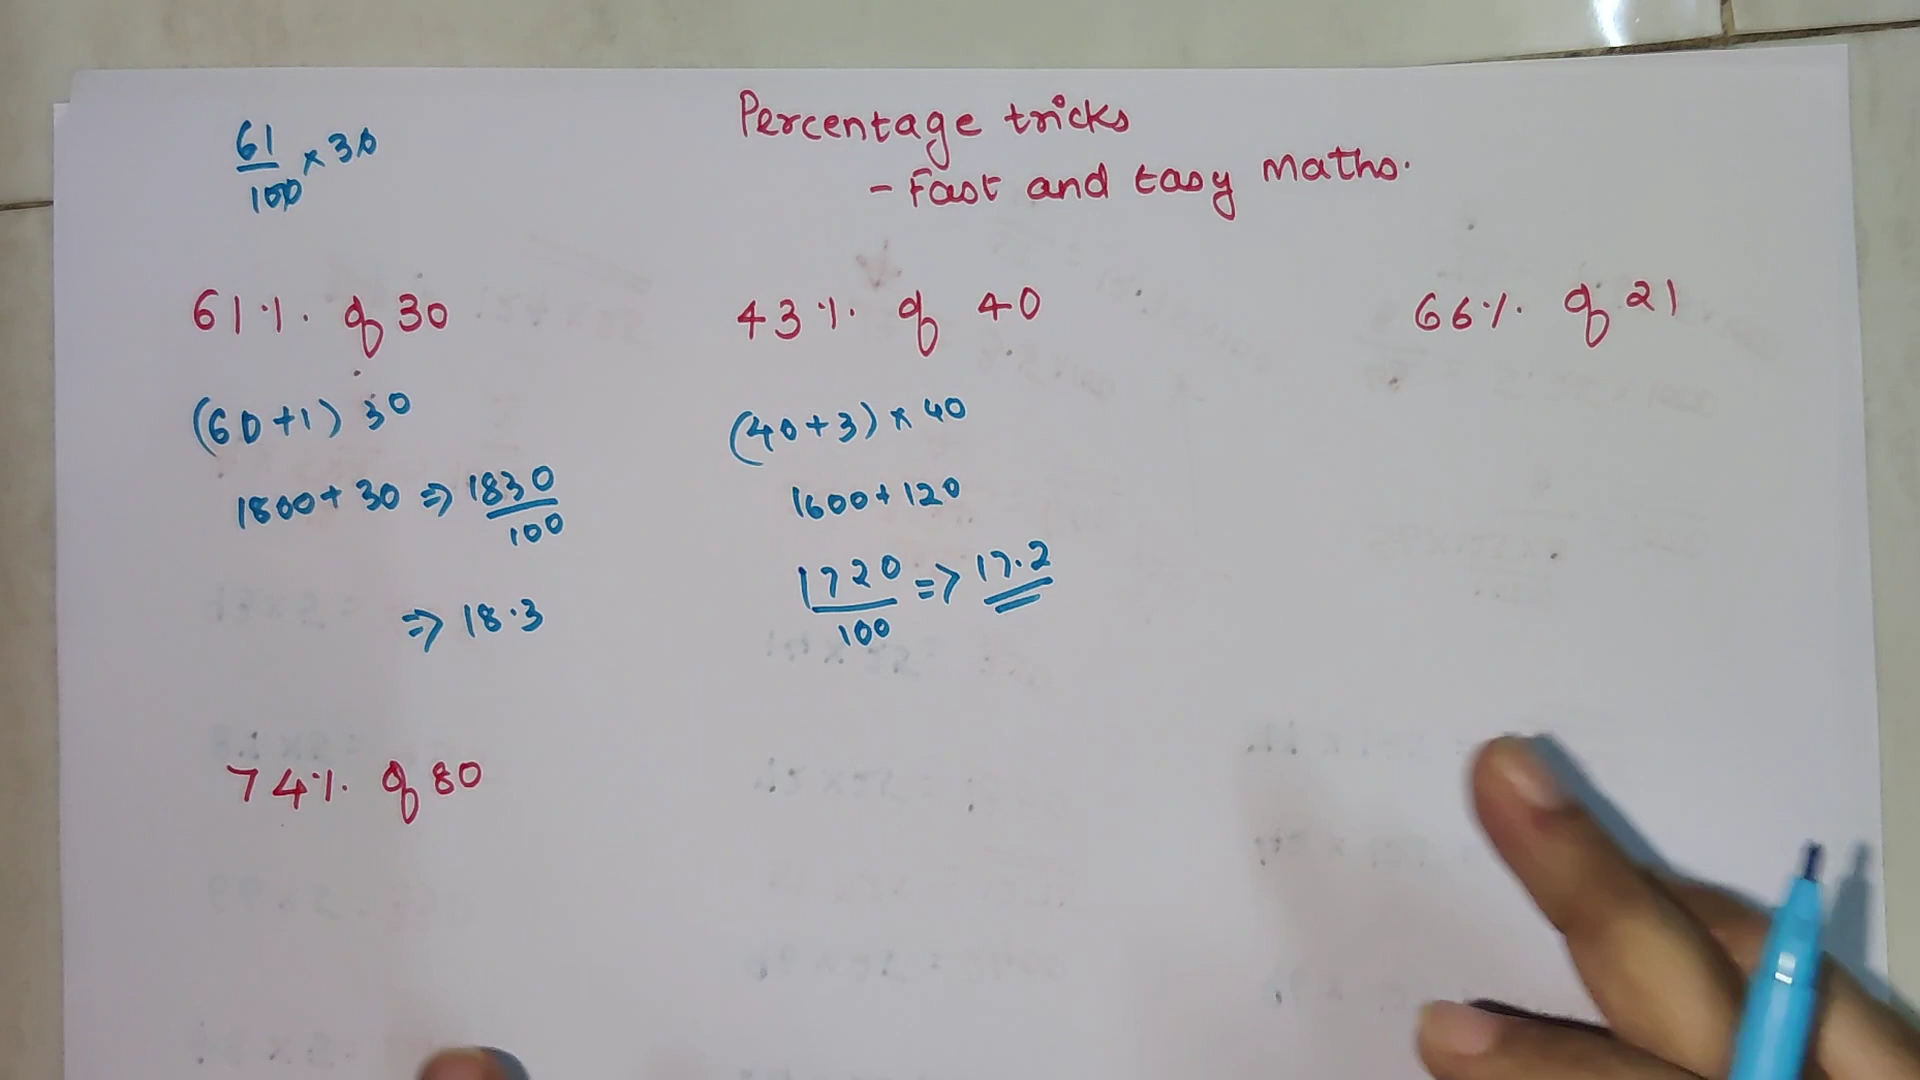 Percentage tricks
- Fast and Easy Maths.
61/100 × 30
61% of 30
(60+1) 30
1800 + 30 => 1830/100
=> 18.3
43% of 40
(40+3) × 40
1600 + 120
1720/100 => 17.2
66% of 21
74% of 80